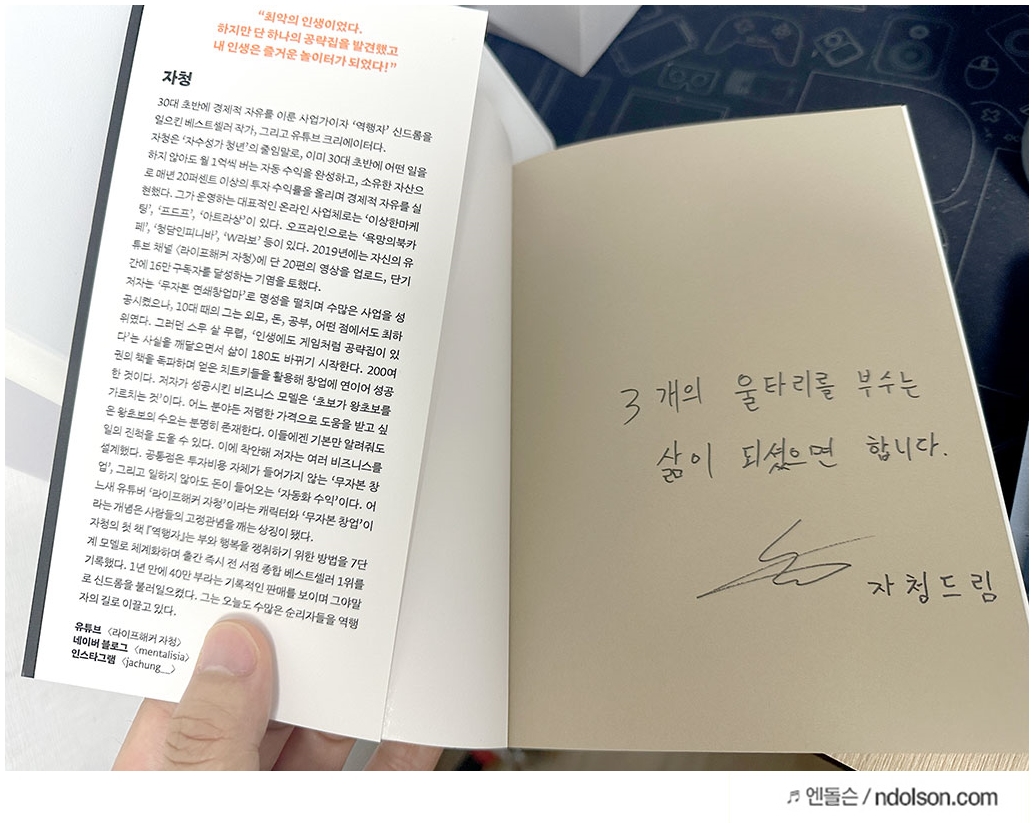 “최악의 인생이었다.
하지만 단 하나의 공략집을 발견했고
내 인생은 즐거운 놀이터가 되었다!”
자청
30대 초반에 경제적 자유를 이룬 사업가이자 ‘역행자’ 신드롬을
일으킨 베스트셀러 작가, 그리고 유튜브 크리에이터다.
자청은 ‘자수성가 청년’의 줄임말로, 이미 30대 초반에 어떤 일을
하지 않아도 월 1억씩 버는 자동 수익을 완성하고, 소유한 자산으
로 매년 20퍼센트 이상의 투자 수익률을 올리며 경제적 자유를 실
현했다. 그가 운영하는 대표적인 온라인 사업체로는 ‘이상한마케
팅’, ‘프드프’, ‘아트라상’이 있다. 오프라인으로는 ‘욕망의북카
페’, ‘청담인피니바’, ‘W라보’ 등이 있다. 2019년에는 자신의 유
튜브 채널 〈라이프해커 자청〉에 단 20편의 영상을 업로드, 단기
간에 16만 구독자를 달성하는 기염을 토했다.
저자는 ‘무자본 연쇄창업마’로 명성을 떨치며 수많은 사업을 성
공시켰으나, 10대 때의 그는 외모, 돈, 공부, 어떤 점에서도 최하
위였다. 그러던 스무 살 무렵, ‘인생에도 게임처럼 공략집이 있
다’는 사실을 깨달으면서 삶이 180도 바뀌기 시작한다. 200여
권의 책을 독파하며 얻은 치트키들을 활용해 창업에 연이어 성공
한 것이다. 저자가 성공시킨 비즈니스 모델은 ‘초보가 왕초보를
가르치는 것’이다. 어느 분야든 저렴한 가격으로 도움을 받고 싶
은 왕초보의 수요는 분명히 존재한다. 이들에겐 기본만 알려줘도
일의 진척을 도울 수 있다. 이에 착안해 저자는 여러 비즈니스를
설계했다. 공통점은 투자비용 자체가 들어가지 않는 ‘무자본 창
업’, 그리고 일하지 않아도 돈이 들어오는 ‘자동화 수익’이다. 어
느새 유튜버 ‘라이프해커 자청’이라는 캐릭터와 ‘무자본 창업’이
라는 개념은 사람들의 고정관념을 깨는 상징이 됐다.
자청의 첫 책 『역행자』는 부와 행복을 쟁취하기 위한 방법을 7단
계 모델로 체계화하며 출간 즉시 전 서점 종합 베스트셀러 1위를
기록했다. 1년 만에 40만 부라는 기록적인 판매를 보이며 그야말
로 신드롬을 불러일으켰다. 그는 오늘도 수많은 순리자들을 역행
자의 길로 이끌고 있다.
유튜브 〈라이프해커 자청〉
네이버 블로그 〈mentalisia〉
인스타그램 〈jachung__〉
3개의 울타리를 부수는
삶이 되셨으면 합니다.
자청드림
♬ 엔돌슨 / ndolson.com